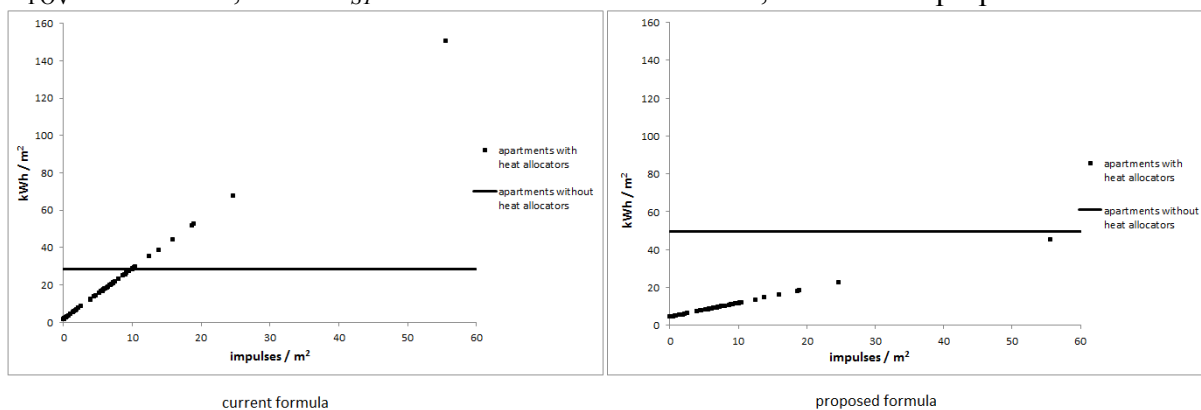 160
140
120
100
80
60
40
20
0
kWh / m²
0 10 20 30 40 50 60
impulses / m²
apartments with
heat allocators
apartments without
heat allocators
current formula
160
140
120
100
80
60
40
20
0
kWh / m²
0 10 20 30 40 50 60
impulses / m²
apartments with
heat allocators
apartments without
heat allocators
proposed formula